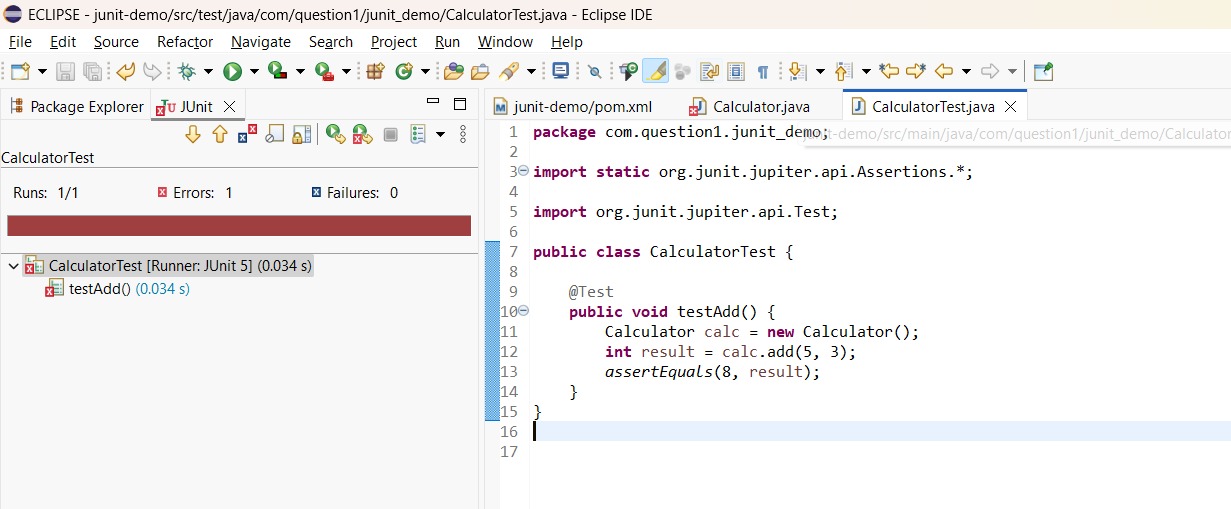 ECLIPSE - junit-demo/src/test/java/com/question1/junit_demo/CalculatorTest.java - Eclipse IDE
File Edit Source Refactor Navigate Search Project Run Window Help
Package Explorer JUnit
junit-demo/pom.xml Calculator.java CalculatorTest.java
CalculatorTest
Runs: 1/1 Errors: 1 Failures: 0
CalculatorTest [Runner: JUnit 5] (0.034 s)
testAdd() (0.034 s)
1 package com.question1.junit_demo;
junit-demo/src/main/java/com/question1/junit_demo/Calculator
2
3 import static org.junit.jupiter.api.Assertions.*;
4
5 import org.junit.jupiter.api.Test;
6
7 public class CalculatorTest {
8
9 @Test
10 public void testAdd() {
11 Calculator calc = new Calculator();
12 int result = calc.add(5, 3);
13 assertEquals(8, result);
14 }
15 }
16
17